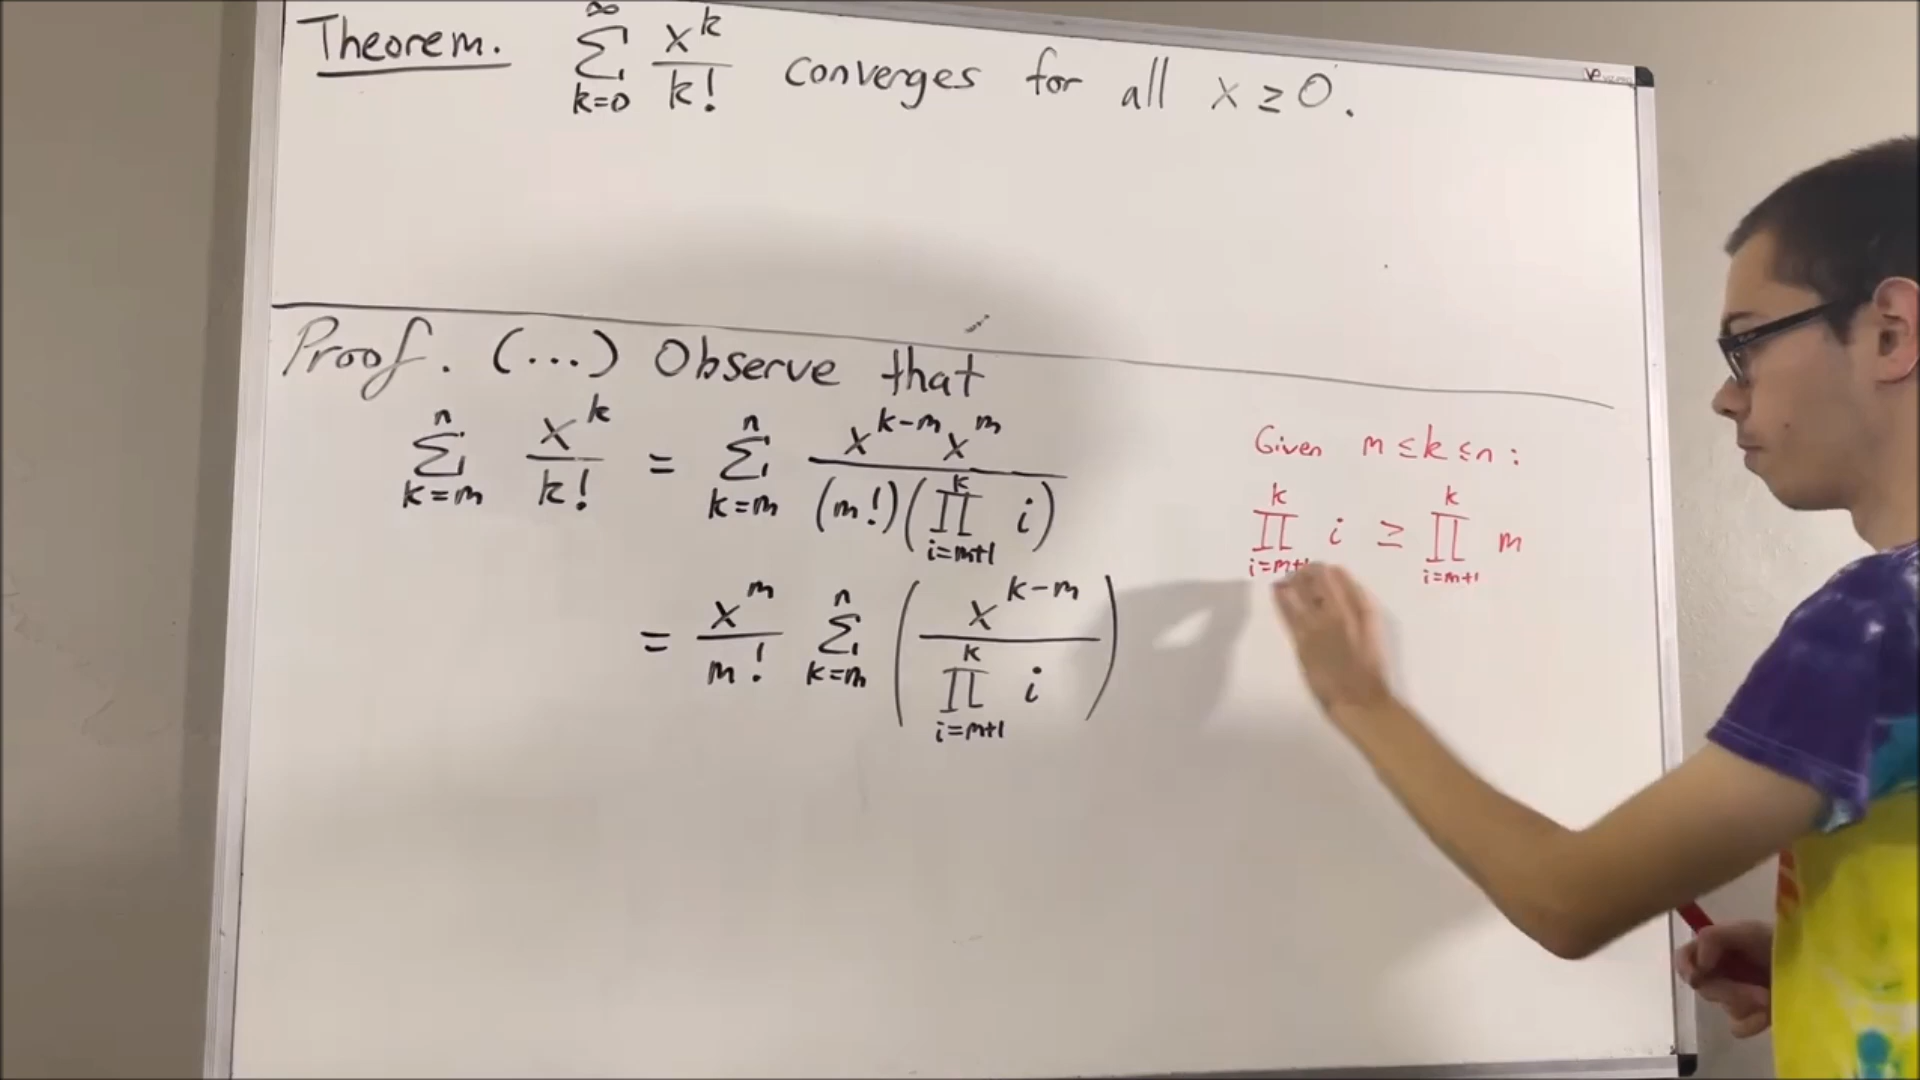 Theorem. ∞∑k=0 x^k/k! converges for all x ≥ 0.
Proof. (...) Observe that
n∑k=m x^k/k! = n∑k=m x^(k-m) x^m / (m!)(k∏i=m+1 i)
= x^m/m! n∑k=m (x^(k-m) / k∏i=m+1 i)
Given m ≤ k ≤ n :
k∏i=m+1 i ≥ k∏i=m+1 m